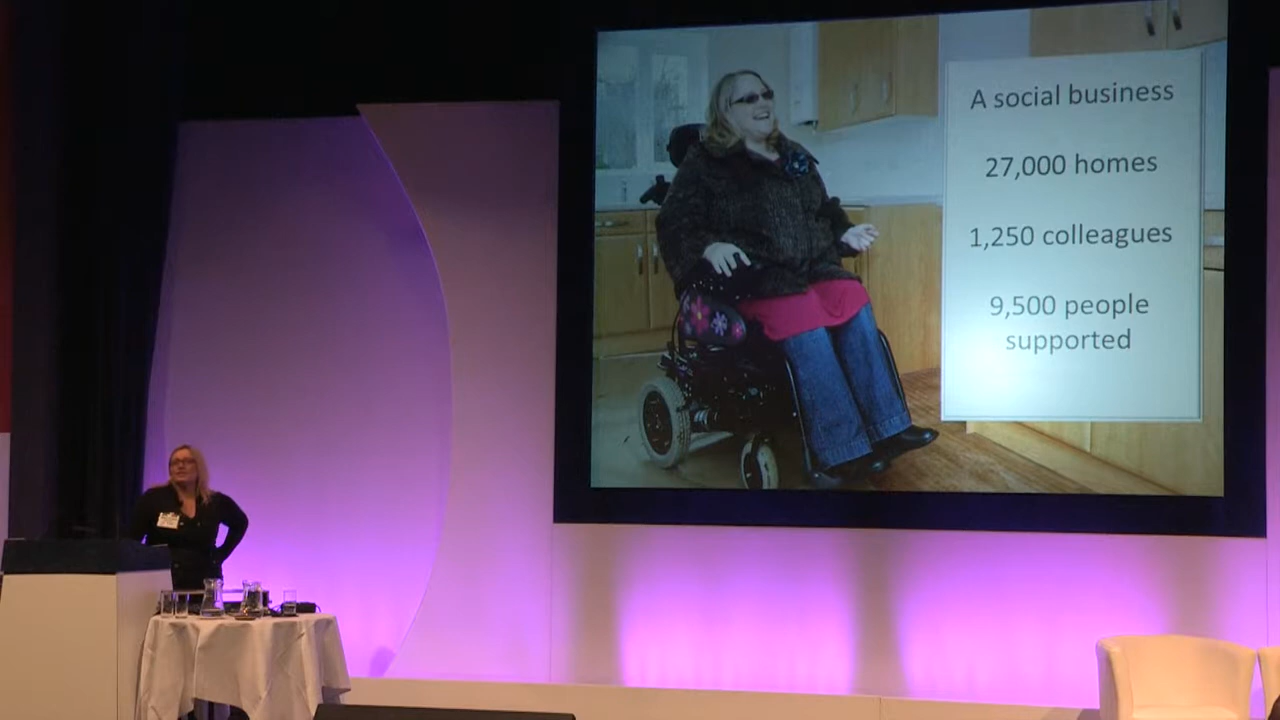 A social business
27,000 homes
1,250 colleagues
9,500 people
supported